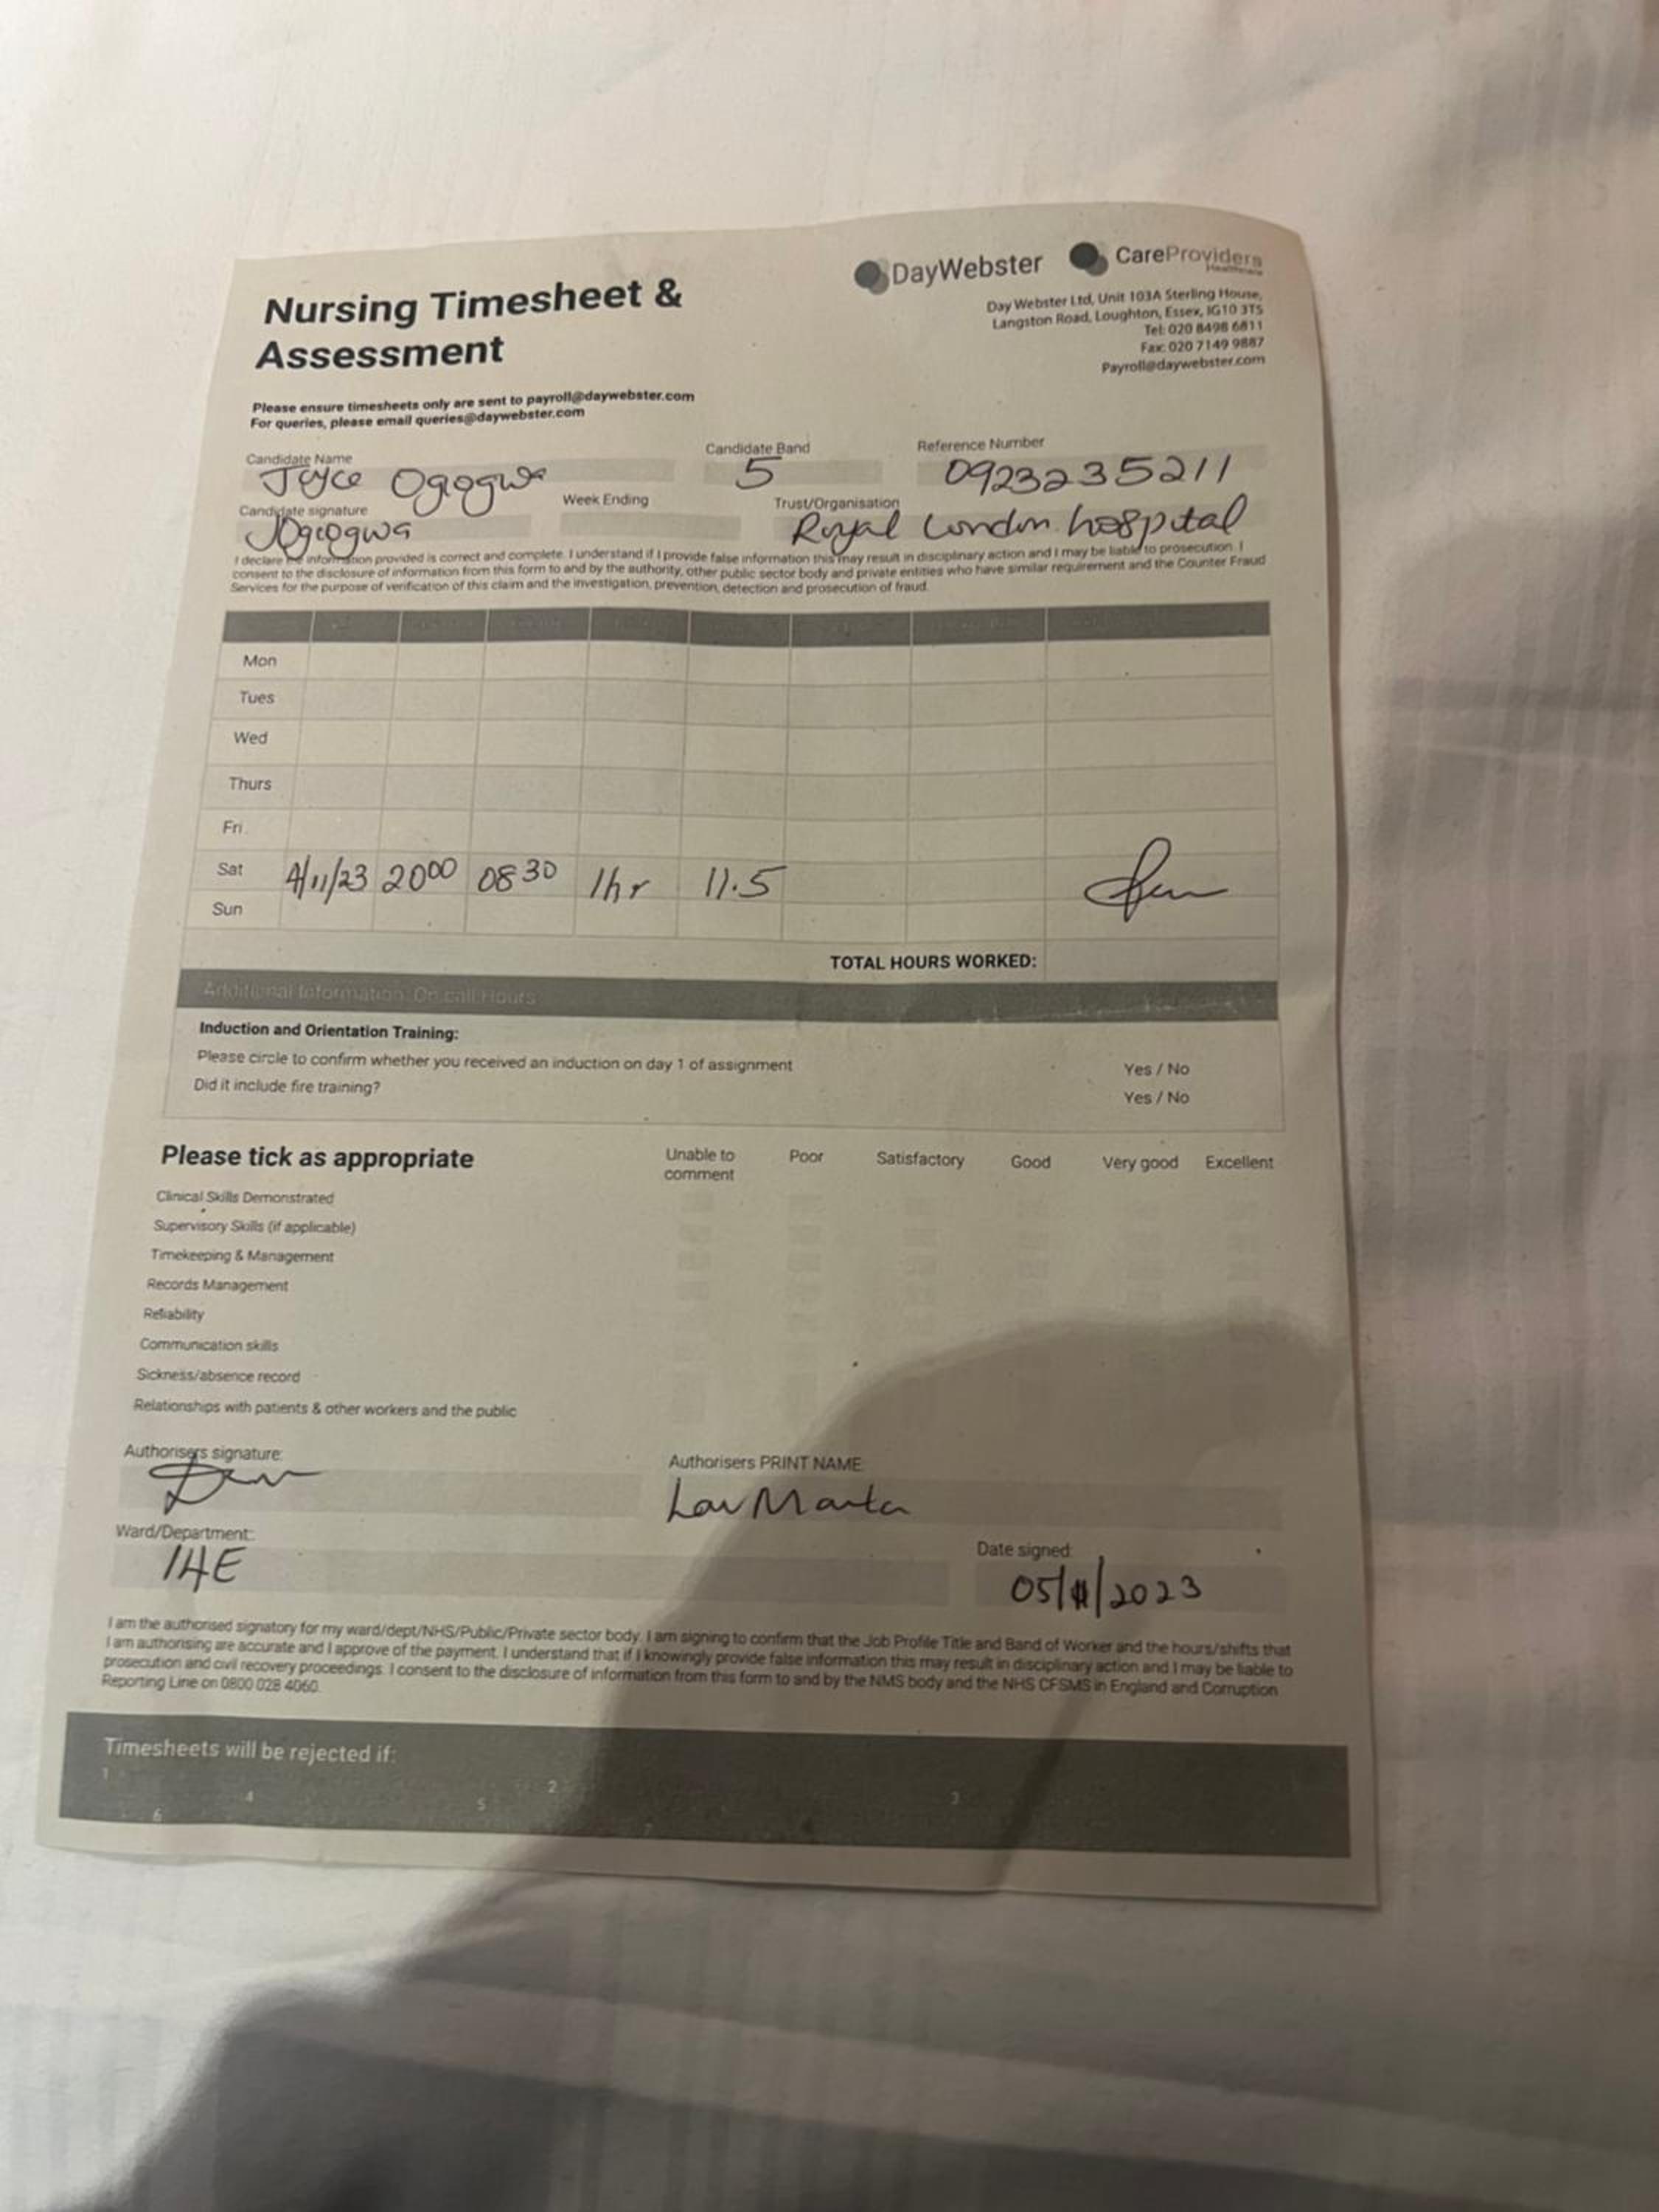 DayWebster
CareProviders
Healthcare
Nursing Timesheet &
Assessment
Day Webster Ltd, Unit 103A Sterling House,
Langston Road, Loughton, Essex, IG10 3TS
Tel: 020 8498 6811
Fax: 020 7149 9887
Payroll@daywebster.com
Please ensure timesheets only are sent to payroll@daywebster.com
For queries, please email queries@daywebster.com
Candidate Name
Candidate Band
Reference Number
Joyce Ogogwa 5 0923235211
Candidate signature
Week Ending
Trust/Organisation
JOgogwa Royal London hospital
I declare the information provided is correct and complete. I understand if I provide false information this may result in disciplinary action and I may be liable to prosecution. I
consent to the disclosure of information from this form to and by the authority, other public sector body and private entities who have similar requirement and the Counter Fraud
Services for the purpose of verification of this claim and the investigation, prevention, detection and prosecution of fraud.
Mon
Tues
Wed
Thurs
Fri
Sat 4/11/23 2000 0830 1hr 11.5
Sun
TOTAL HOURS WORKED:
Additional Information: On call Hours
Induction and Orientation Training:
Please circle to confirm whether you received an induction on day 1 of assignment Yes / No
Did it include fire training? Yes / No
Please tick as appropriate
Unable to
comment
Poor Satisfactory Good Very good Excellent
Clinical Skills Demonstrated
Supervisory Skills (if applicable)
Timekeeping & Management
Records Management
Reliability
Communication skills
Sickness/absence record
Relationships with patients & other workers and the public
Authorisers signature:
Authorisers PRINT NAME:
Ward/Department:
14E
Date signed:
05/11/2023
I am the authorised signatory for my ward/dept/NHS/Public/Private sector body. I am signing to confirm that the Job Profile Title and Band of Worker and the hours/shifts that
I am authorising are accurate and I approve of the payment. I understand that if I knowingly provide false information this may result in disciplinary action and I may be liable to
prosecution and civil recovery proceedings. I consent to the disclosure of information from this form to and by the NMS body and the NHS CFSMS in England and Corruption
Reporting Line on 0800 028 4060.
Timesheets will be rejected if:
1 2 3
4 5
6